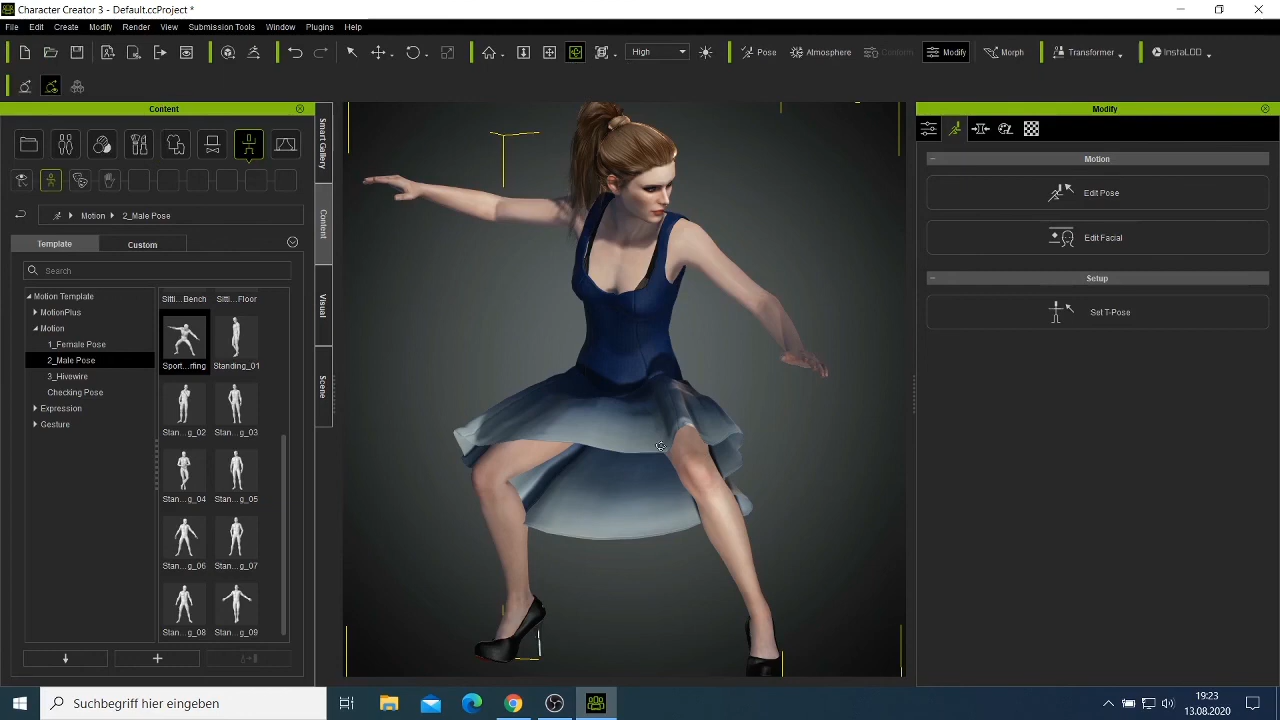 Character Creator 3 - Default.ccProject *
File Edit Create Modify Render View Submission Tools Window Plugins Help
High Pose Atmosphere Conform Modify Morph Transformer InstaLOD
Content
Modify
Smart Gallery
Content
Visual
Scene
Motion 2_Male Pose
Template Custom
Search
Motion Template
MotionPlus
Motion
1_Female Pose
2_Male Pose
3_Hivewire
Checking Pose
Expression
Gesture
Sitti...Bench Sitti...Floor
Sport...rfing Standing_01
Stan...g_02 Stan...g_03
Stan...g_04 Stan...g_05
Stan...g_06 Stan...g_07
Stan...g_08 Stan...g_09
Motion
Edit Pose
Edit Facial
Setup
Set T-Pose
Suchbegriff hier eingeben
19:23
13.08.2020